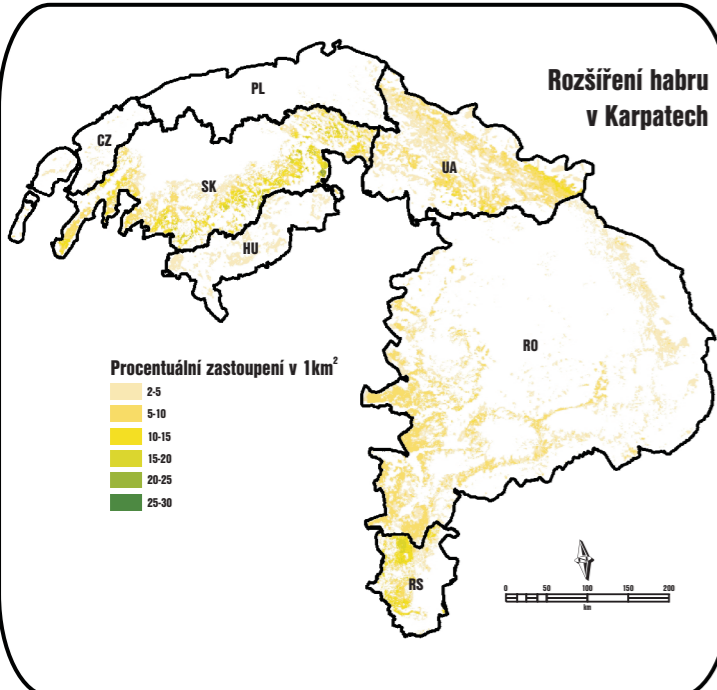 Rozšíření habru
v Karpatech
PL
CZ
SK
UA
HU
RO
RS
Procentuální zastoupení v 1km²
2-5
5-10
10-15
15-20
20-25
25-30
0 50 100 150 200
km